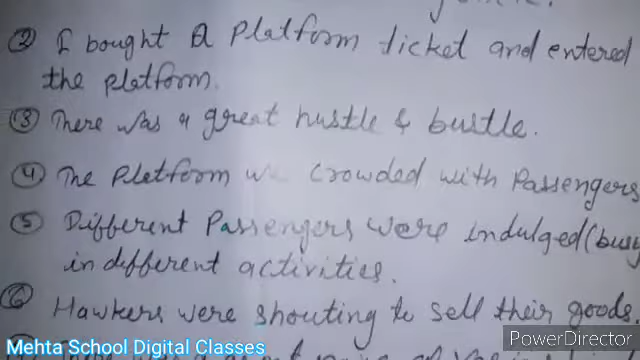 ② I bought a Platform ticket and entered
the platform.
③ There was a great hustle & bustle.
④ The Platform w crowded with Passengers
⑤ Different Passengers were indulged (busy
in different activities.
⑥ Hawkers were shouting to sell their goods.
Mehta School Digital Classes
PowerDirector